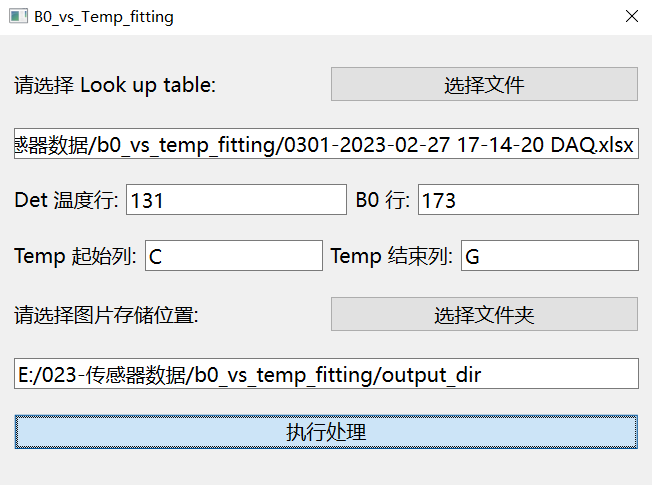 B0_vs_Temp_fitting
请选择 Look up table: 选择文件
感器数据/b0_vs_temp_fitting/0301-2023-02-27 17-14-20 DAQ.xlsx
Det 温度行: 131 B0 行: 173
Temp 起始列: C Temp 结束列: G
请选择图片存储位置: 选择文件夹
E:/023-传感器数据/b0_vs_temp_fitting/output_dir
执行处理